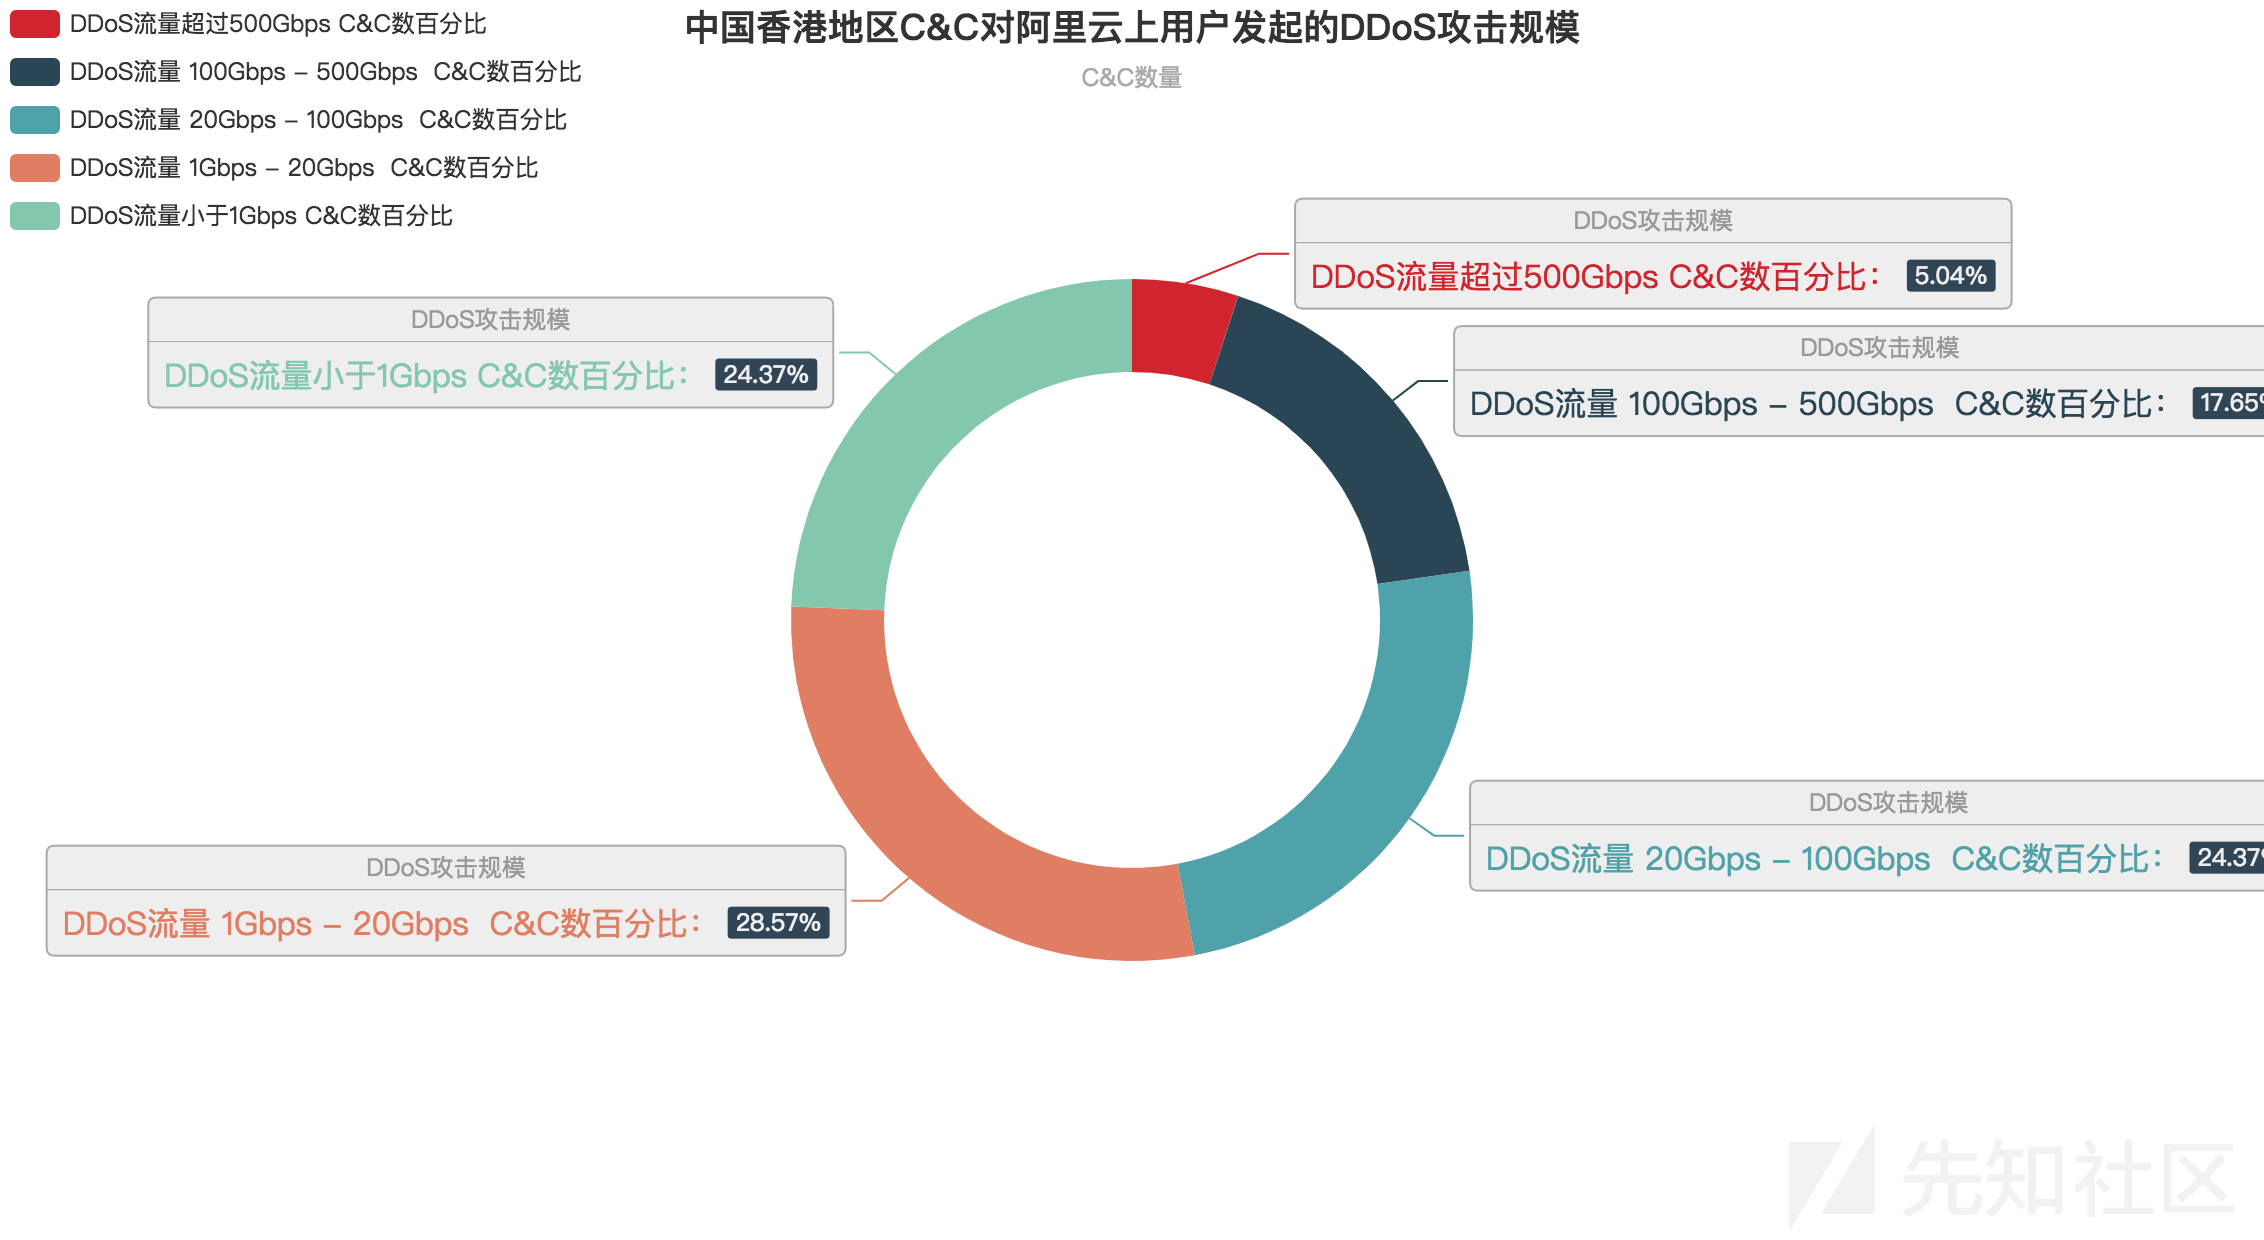 中国香港地区C&C对阿里云上用户发起的DDoS攻击规模
C&C数量
DDoS流量超过500Gbps C&C数百分比
DDoS流量 100Gbps – 500Gbps  C&C数百分比
DDoS流量 20Gbps – 100Gbps  C&C数百分比
DDoS流量 1Gbps – 20Gbps  C&C数百分比
DDoS流量小于1Gbps C&C数百分比
DDoS攻击规模
DDoS流量超过500Gbps C&C数百分比： 5.04%
DDoS攻击规模
DDoS流量小于1Gbps C&C数百分比： 24.37%
DDoS攻击规模
DDoS流量 100Gbps – 500Gbps  C&C数百分比： 17.65%
DDoS攻击规模
DDoS流量 20Gbps – 100Gbps  C&C数百分比： 24.37%
DDoS攻击规模
DDoS流量 1Gbps – 20Gbps  C&C数百分比： 28.57%
先知社区